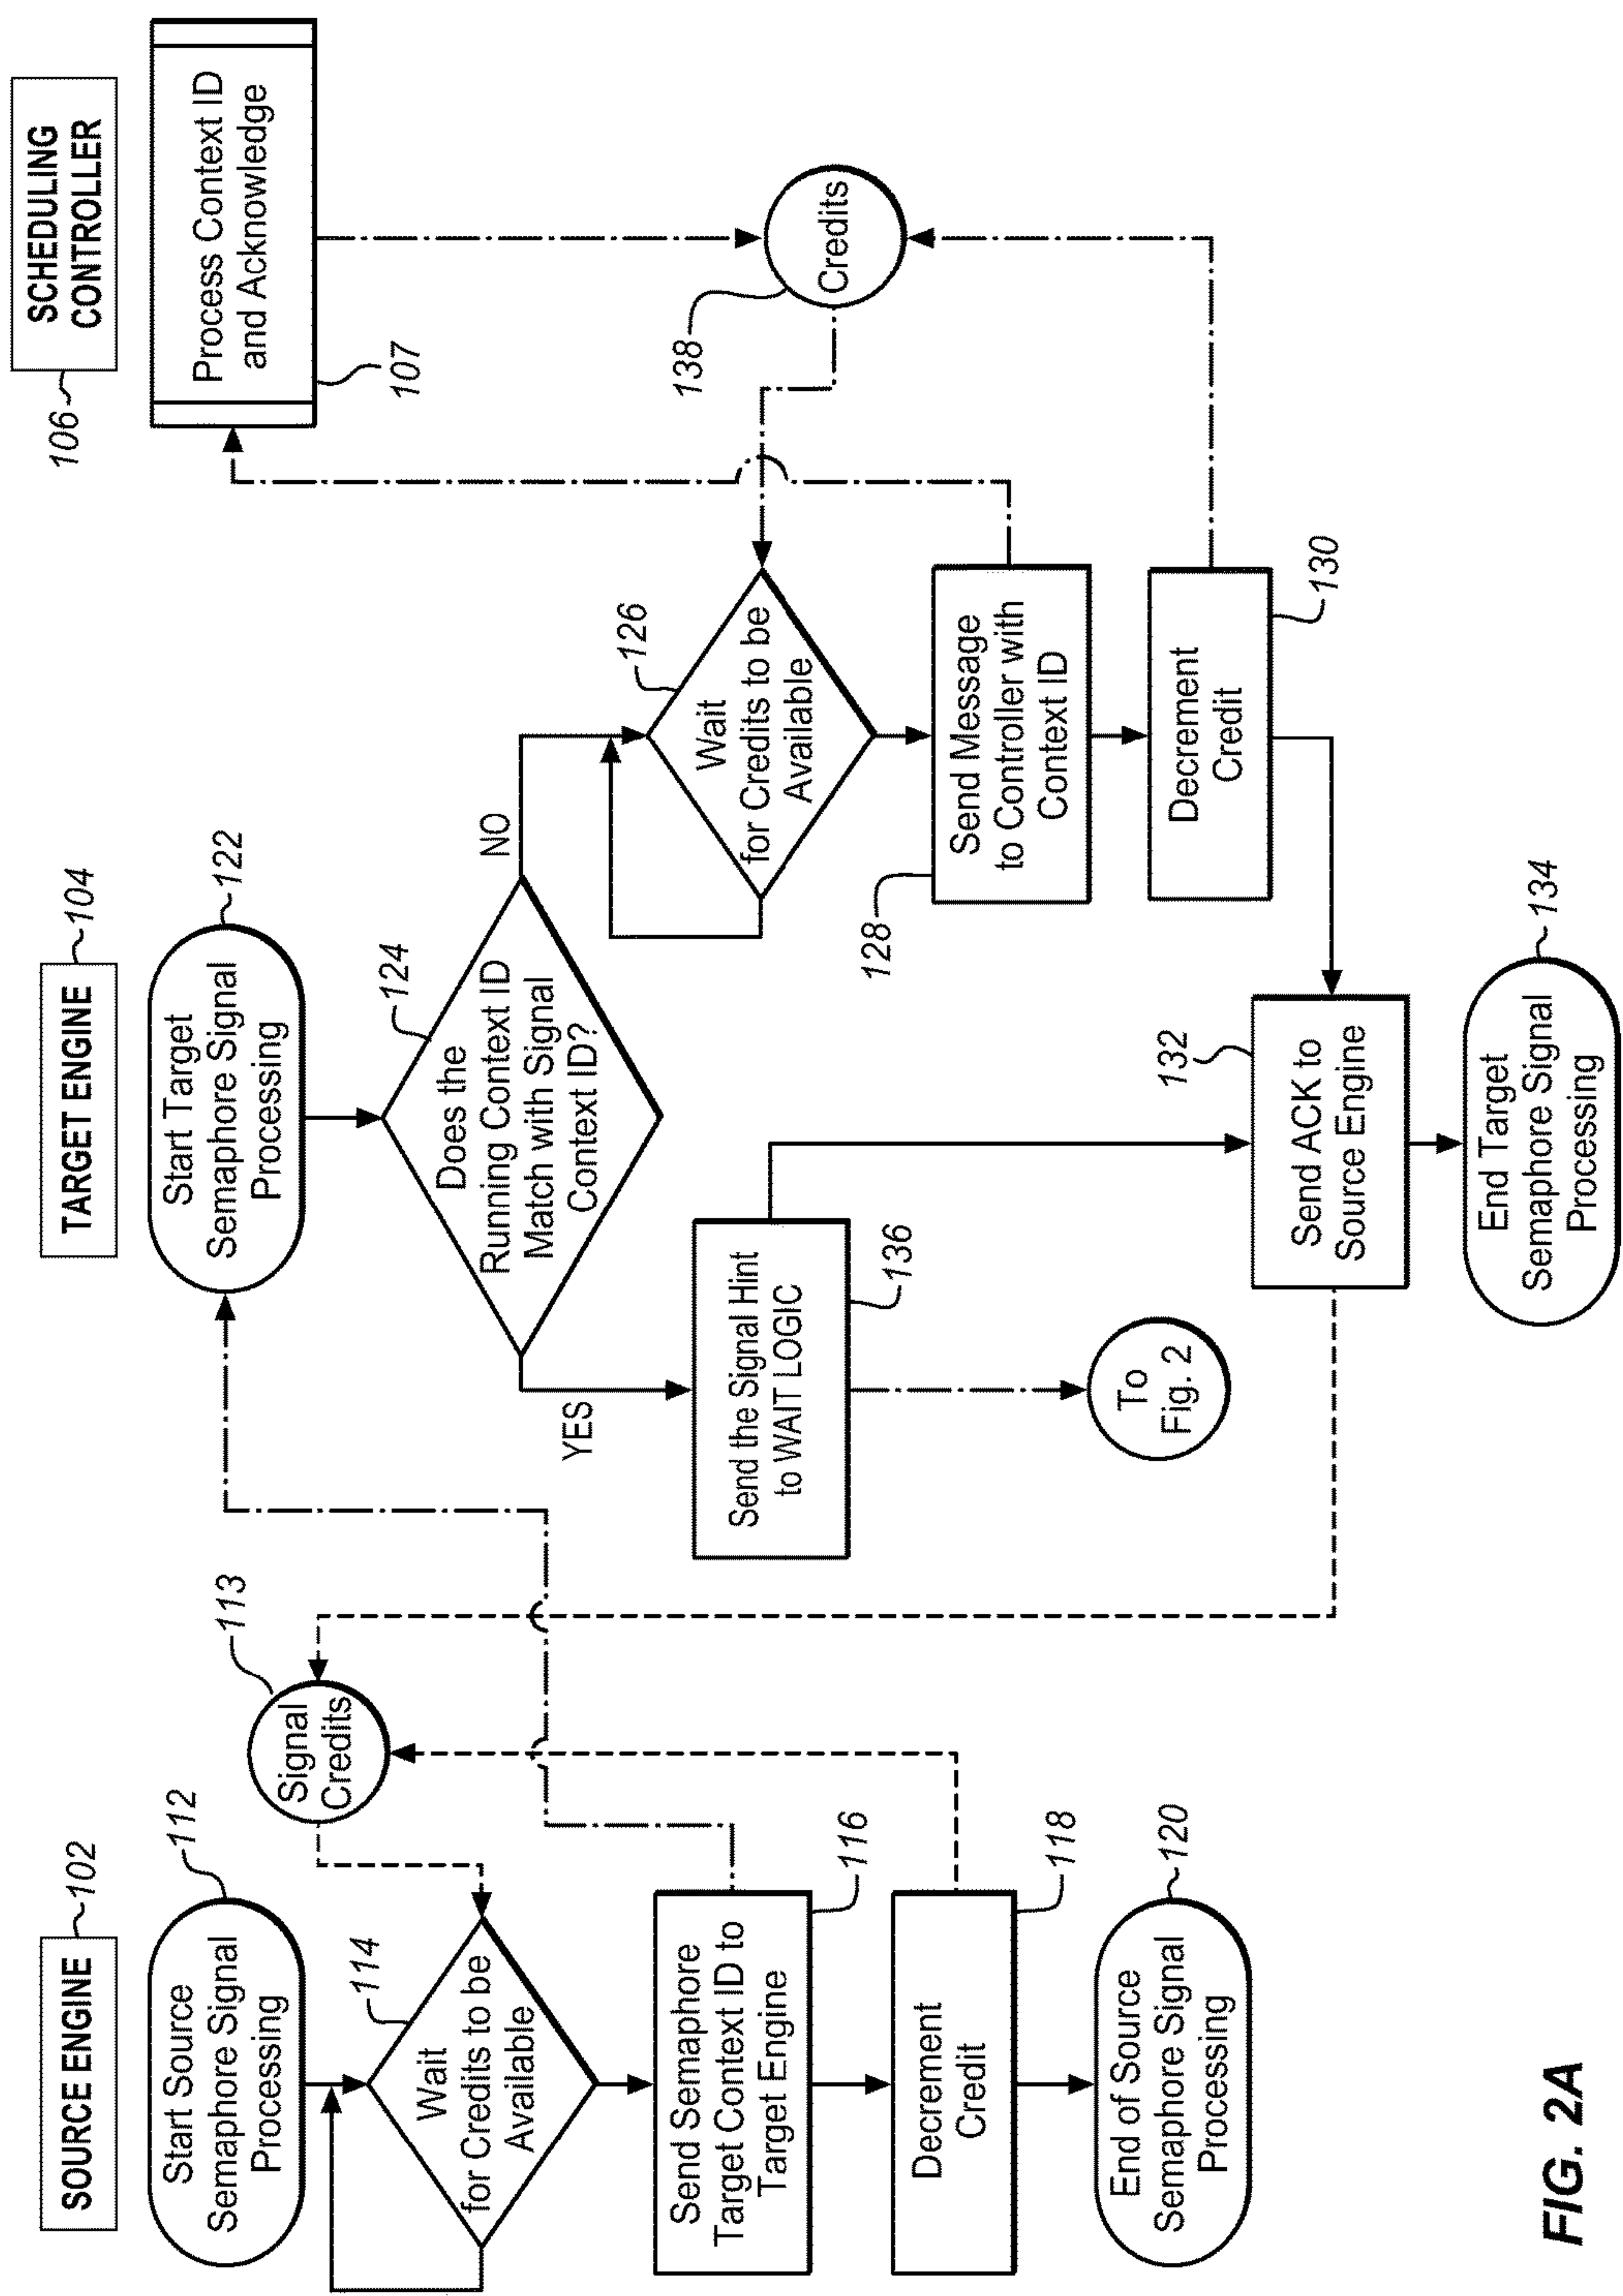 SOURCE ENGINE
102
Start Source
Semaphore Signal
Processing
112
Signal
Credits
113
Wait
for Credits to be
Available
114
Send Semaphore
Target Context ID to
Target Engine
116
Decrement
Credit
118
End of Source
Semaphore Signal
Processing
120
TARGET ENGINE
104
Start Target
Semaphore Signal
Processing
122
Does the
Running Context ID
Match with Signal
Context ID?
124
YES
NO
Send the Signal Hint
to WAIT LOGIC
136
To
Fig. 2
Wait
for Credits to be
Available
126
Send Message
to Controller with
Context ID
128
Decrement
Credit
130
Send ACK to
Source Engine
132
End Target
Semaphore Signal
Processing
134
SCHEDULING
CONTROLLER
106
Process Context ID
and Acknowledge
107
Credits
138
FIG. 2A